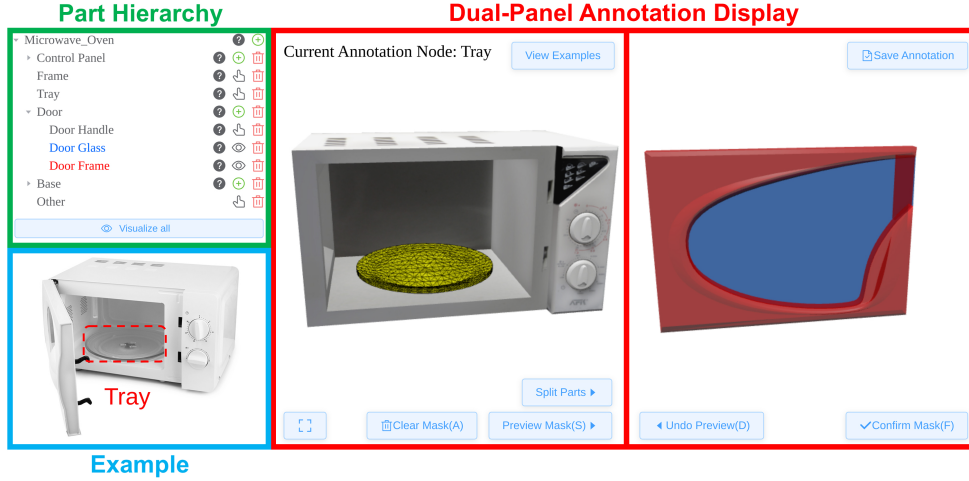 Part Hierarchy
Dual-Panel Annotation Display
Microwave_Oven
Control Panel
Frame
Tray
Door
Door Handle
Door Glass
Door Frame
Base
Other
Visualize all
Tray
Example
Current Annotation Node: Tray
View Examples
Split Parts
Clear Mask(A)
Preview Mask(S)
Save Annotation
Undo Preview(D)
Confirm Mask(F)